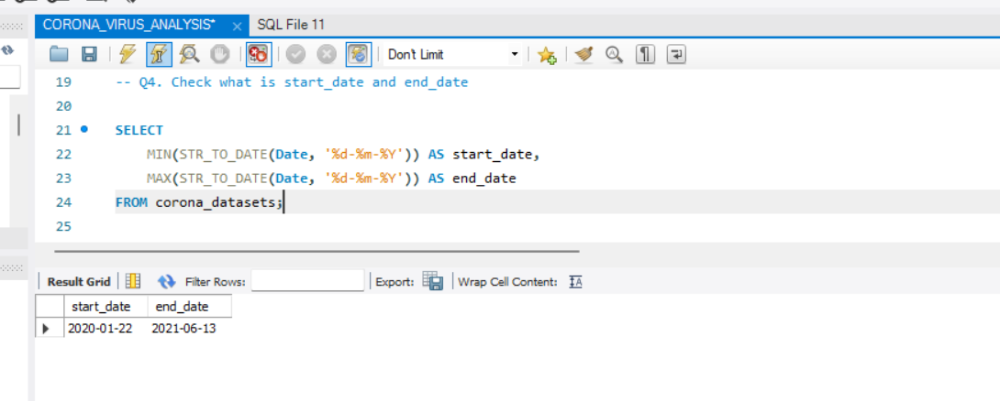 CORONA_VIRUS_ANALYSIS* × SQL File 11
Don't Limit
19 -- Q4. Check what is start_date and end_date
20
21 SELECT
22 MIN(STR_TO_DATE(Date, '%d-%m-%Y')) AS start_date,
23 MAX(STR_TO_DATE(Date, '%d-%m-%Y')) AS end_date
24 FROM corona_datasets;
25
Result Grid Filter Rows: Export: Wrap Cell Content: IA
start_date end_date
2020-01-22 2021-06-13